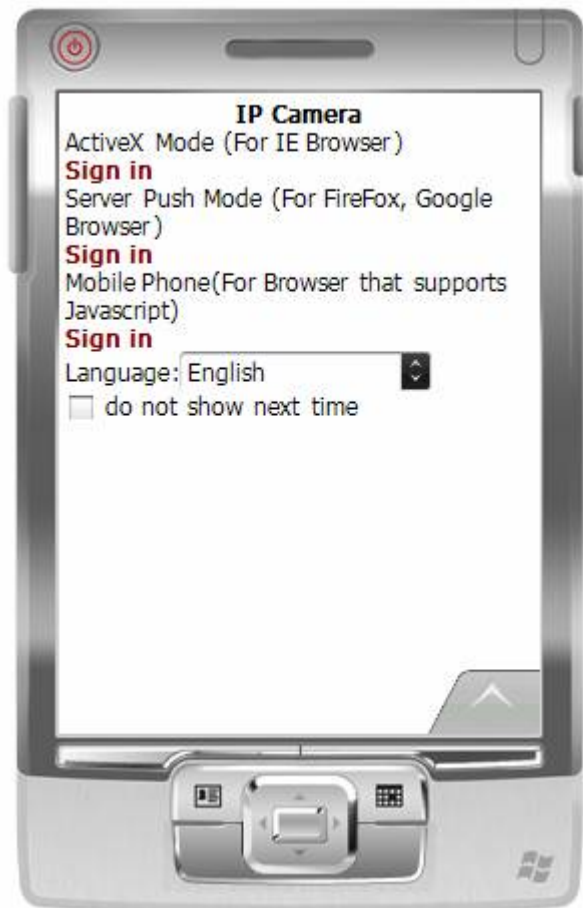 IP Camera
ActiveX Mode (For IE Browser)
Sign in
Server Push Mode (For FireFox, Google
Browser)
Sign in
Mobile Phone(For Browser that supports
Javascript)
Sign in
Language: English
do not show next time